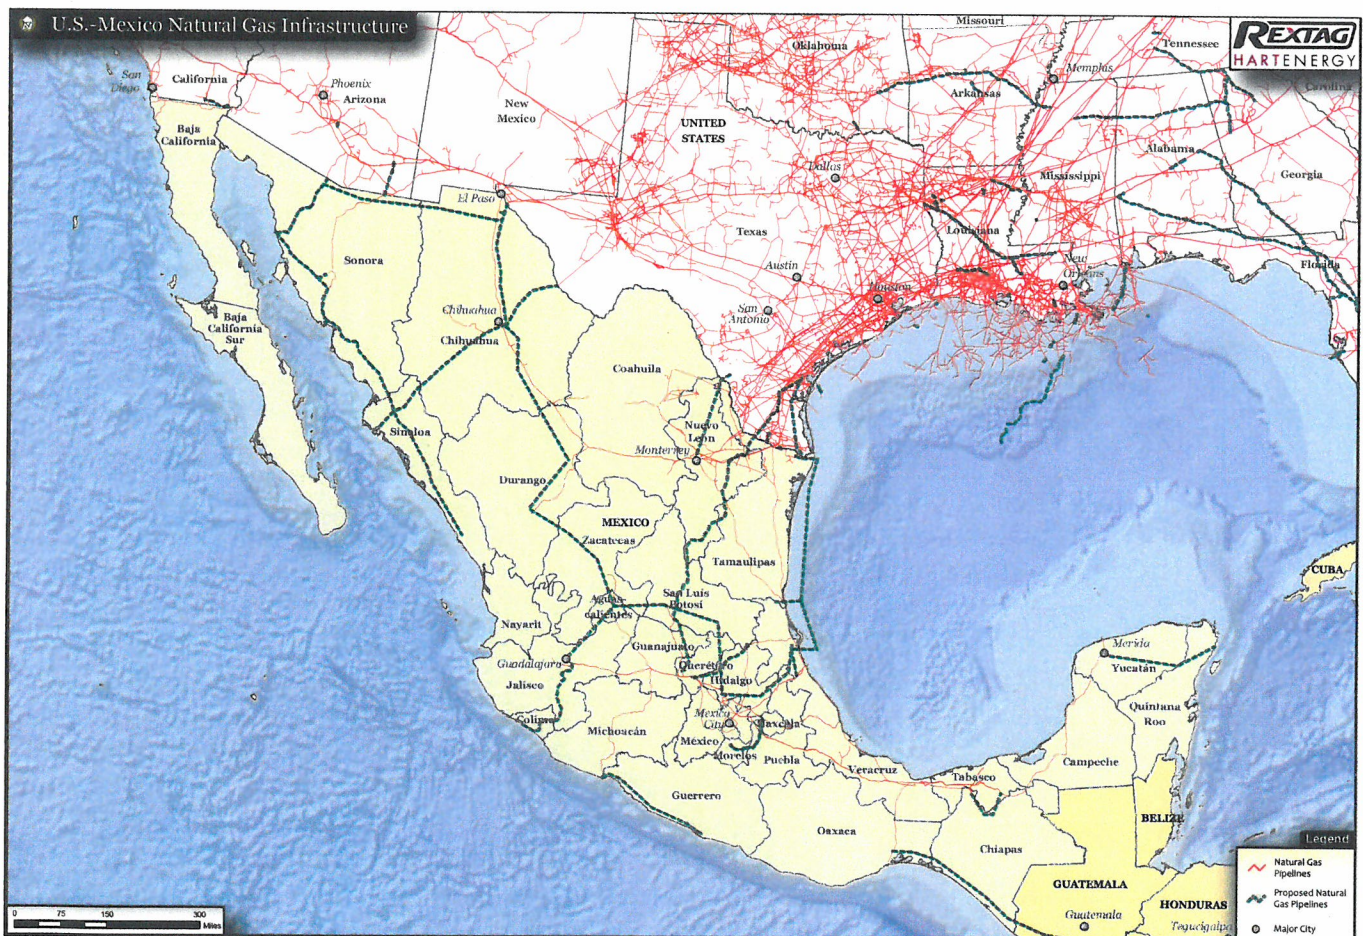 U.S.-Mexico Natural Gas Infrastructure
REXTAG
HARTENERGY
Missouri
Oklahoma
Tennessee
Memphis
Carolina
San
Diego
California
Phoenix
Arizona
New
Mexico
UNITED
STATES
Arkansas
Baja
California
Dallas
Alabama
Mississippi
Georgia
El Paso
Texas
Louisiana
Sonora
Austin
New
Orleans
Florida
Houston
San
Antonio
Chihuahua
Chihuahua
Baja
California
Sur
Coahuila
Sinaloa
Nuevo
León
Monterrey
Durango
MEXICO
Zacatecas
Tamaulipas
CUBA
San Luis
Potosí
Aguas-
calientes
Nayarit
Guanajuato
Merida
Yucatán
Guadalajara
Querétaro
Hidalgo
Jalisco
Quintana
Roo
Colima
Mexico
City
Tlaxcala
Michoacán
México
Morelos
Puebla
Veracruz
Tabasco
Campeche
Guerrero
BELIZE
Oaxaca
Chiapas
GUATEMALA
HONDURAS
Guatemala
Tegucigalpa
Legend
Natural Gas
Pipelines
Proposed Natural
Gas Pipelines
Major City
0 75 150 300
Miles